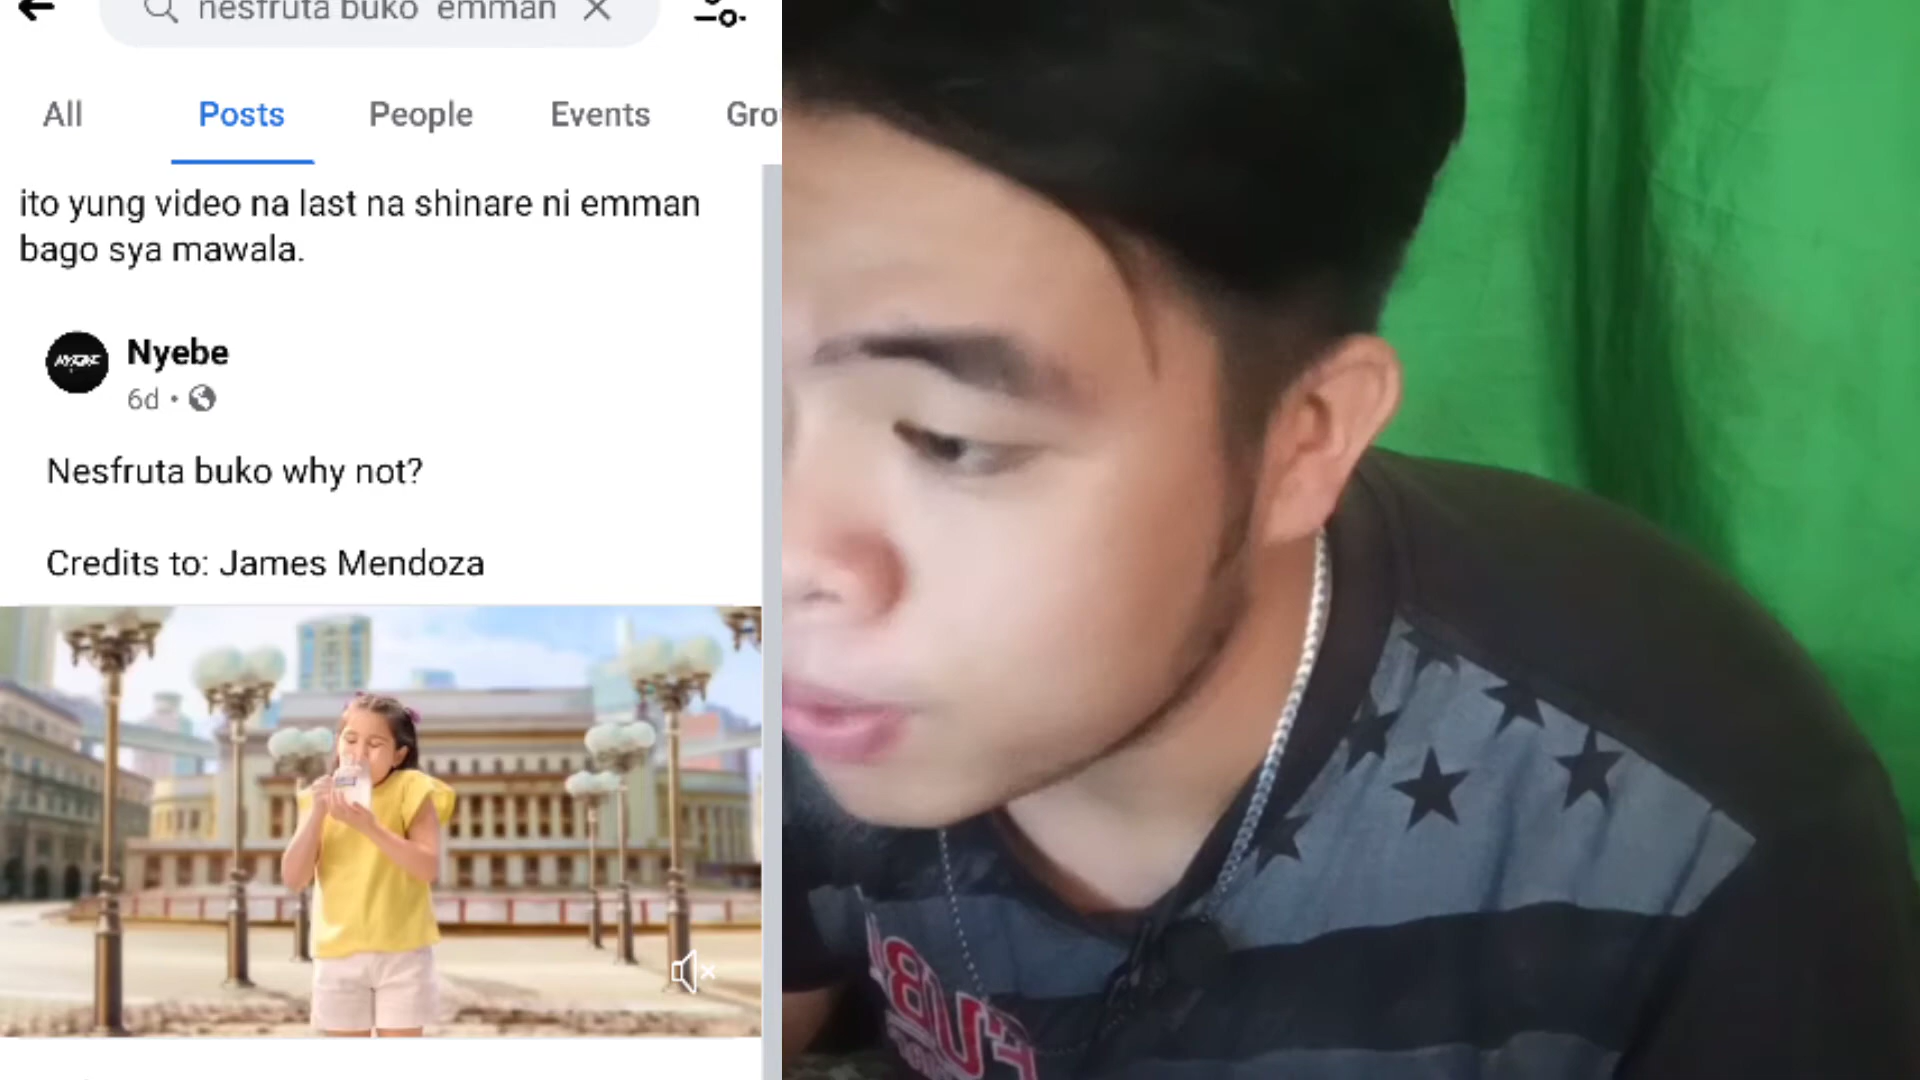 nesfruta buko emman
All Posts People Events Gro
ito yung video na last na shinare ni emman
bago sya mawala.
Nyebe
6d
Nesfruta buko why not?
Credits to: James Mendoza